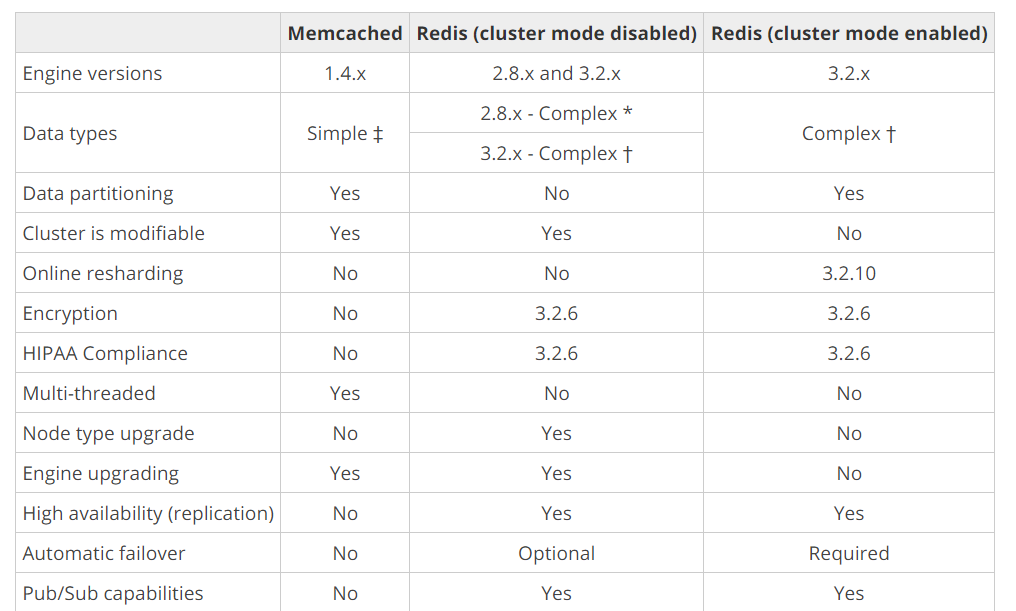 Memcached Redis (cluster mode disabled) Redis (cluster mode enabled)
Engine versions 1.4.x 2.8.x and 3.2.x 3.2.x
Data types Simple ‡ 2.8.x - Complex * Complex †
3.2.x - Complex †
Data partitioning Yes No Yes
Cluster is modifiable Yes Yes No
Online resharding No No 3.2.10
Encryption No 3.2.6 3.2.6
HIPAA Compliance No 3.2.6 3.2.6
Multi-threaded Yes No No
Node type upgrade No Yes No
Engine upgrading Yes Yes No
High availability (replication) No Yes Yes
Automatic failover No Optional Required
Pub/Sub capabilities No Yes Yes